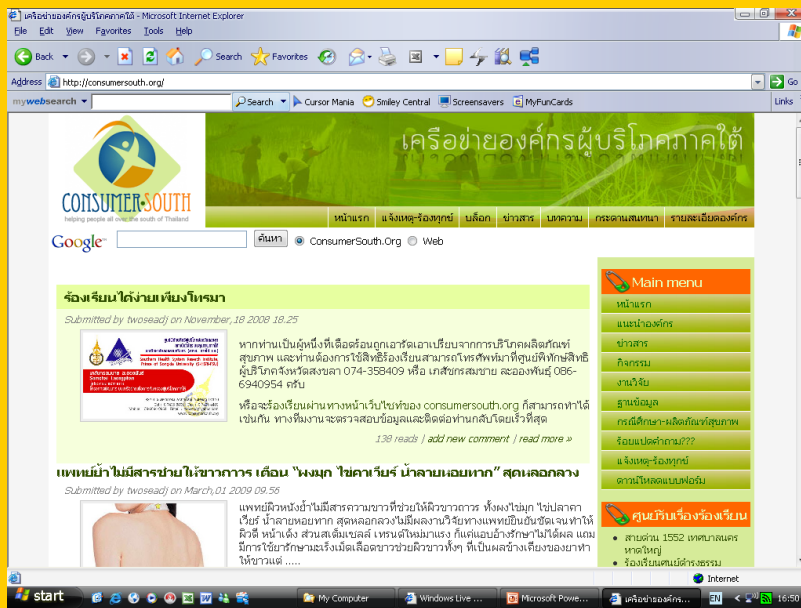 เครือข่ายองค์กรผู้บริโภคภาคใต้ - Microsoft Internet Explorer
File Edit View Favorites Tools Help
Back Search Favorites
Address http://consumersouth.org/ Go
mywebsearch Search Cursor Mania Smiley Central Screensavers MyFunCards Links
เครือข่ายองค์กรผู้บริโภคภาคใต้
CONSUMER•SOUTH
helping people all over the south of Thailand
หน้าแรก แจ้งเหตุ-ร้องทุกข์ บล็อก ข่าวสาร บทความ กระดานสนทนา รายละเอียดองค์กร
Google ค้นหา ConsumerSouth.Org Web
ร้องเรียนได้ง่ายเพียงโทรมา
Submitted by twoseadj on November,18 2008 18.25
หากท่านเป็นผู้หนึ่งที่เดือดร้อนถูกเอารัดเอาเปรียบจากการบริโภคผลิตภัณฑ์
สุขภาพ และท่านต้องการใช้สิทธิร้องเรียนสามารถโทรศัพท์มาที่ศูนย์พิทักษ์สิทธิ
ผู้บริโภคจังหวัดสงขลา 074-358409 หรือ เภสัชกรสมชาย ละอองพันธุ์ 086-
6940954 ครับ
หรือจะร้องเรียนผ่านทางหน้าเว็บไซท์ของ consumersouth.org ก็สามารถทำได้
เช่นกัน ทางทีมงานจะตรวจสอบข้อมูลและติดต่อท่านกลับโดยเร็วที่สุด
138 reads | add new comment | read more »
แพทย์ย้ำไม่มีสารช่วยให้ขาวถาวร เตือน “ผงมุก ไข่คาเวียร์ น้ำลายหอยทาก” สุดหลอกลวง
Submitted by twoseadj on March,01 2009 09.56
แพทย์ผิวหนังย้ำไม่มีสารความขาวที่ช่วยให้ผิวขาวถาวร ทั้งผงไข่มุก ไข่ปลาคา
เวียร์ น้ำลายหอยทาก สุดหลอกลวงไม่มีผลงานวิจัยทางแพทย์ยืนยันชัดเจนทำให้
ผิวดี หน้าเด้ง ส่วนสเต็มเซลล์ เทรนด์ใหม่มาแรง ก็แค่แอบอ้างรักษาไม่ได้ผล แถม
มีการใช้ยารักษามะเร็งเม็ดเลือดขาวช่วยผิวขาวทั้งๆ ที่เป็นผลข้างเคียงของยาทำ
ให้ขาวแต่ .....
Main menu
หน้าแรก
แนะนำองค์กร
ข่าวสาร
กิจกรรม
งานวิจัย
ฐานข้อมูล
กรณีศึกษา-ผลิตภัณฑ์สุขภาพ
ร้อยแปดคำถาม???
แจ้งเหตุ-ร้องทุกข์
ดาวน์โหลดแบบฟอร์ม
ศูนย์รับเรื่องร้องเรียน
สายด่วน 1552 เทศบาลนคร
หาดใหญ่
ร้องเรียนศูนย์ดำรงธรรม
Internet
start My Computer Windows Live ... Microsoft Powe... เครือข่ายองค์กร... EN 16:50